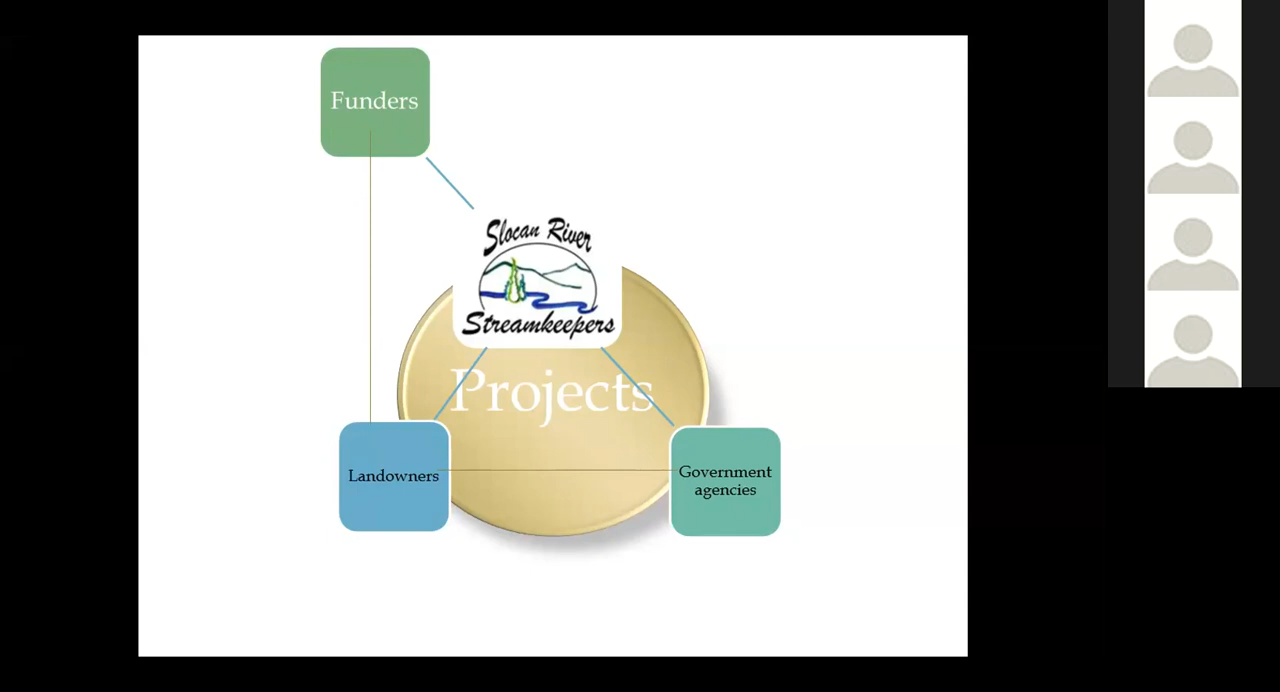 Funders
Slocan River
Streamkeepers
Projects
Landowners
Government
agencies